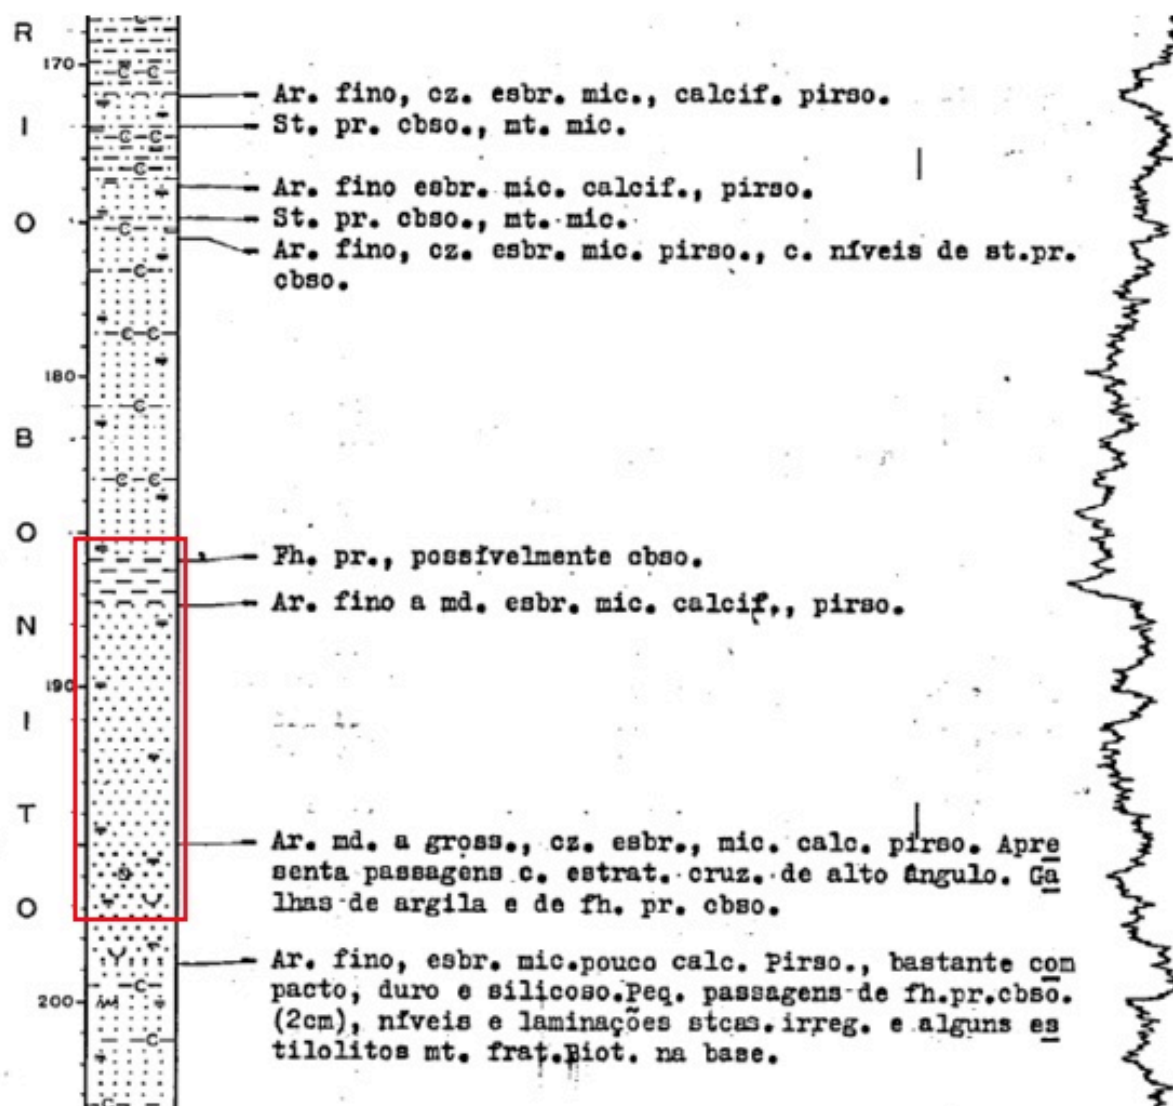 R
I
O
B
O
N
I
T
O
170
180
190
200
Ar. fino, cz. esbr. mic., calcif. pirso.
St. pr. cbso., mt. mic.
Ar. fino esbr. mic. calcif., pirso.
St. pr. cbso., mt. mic.
Ar. fino, cz. esbr. mic. pirso., c. níveis de st.pr.
cbso.
Fh. pr., possívelmente cbso.
Ar. fino a md. esbr. mic. calcif., pirso.
Ar. md. a gross., cz. esbr., mic. calc. pirso. Apre
senta passagens c. estrat. cruz. de alto ângulo. Ga
lhas de argila e de fh. pr. cbso.
Ar. fino, esbr. mic.pouco calc. Pirso., bastante com
pacto, duro e silicoso.Peq. passagens de fh.pr.cbso.
(2cm), níveis e laminações stcas.irreg. e alguns es
tilolitos mt. frat.Biot. na base.